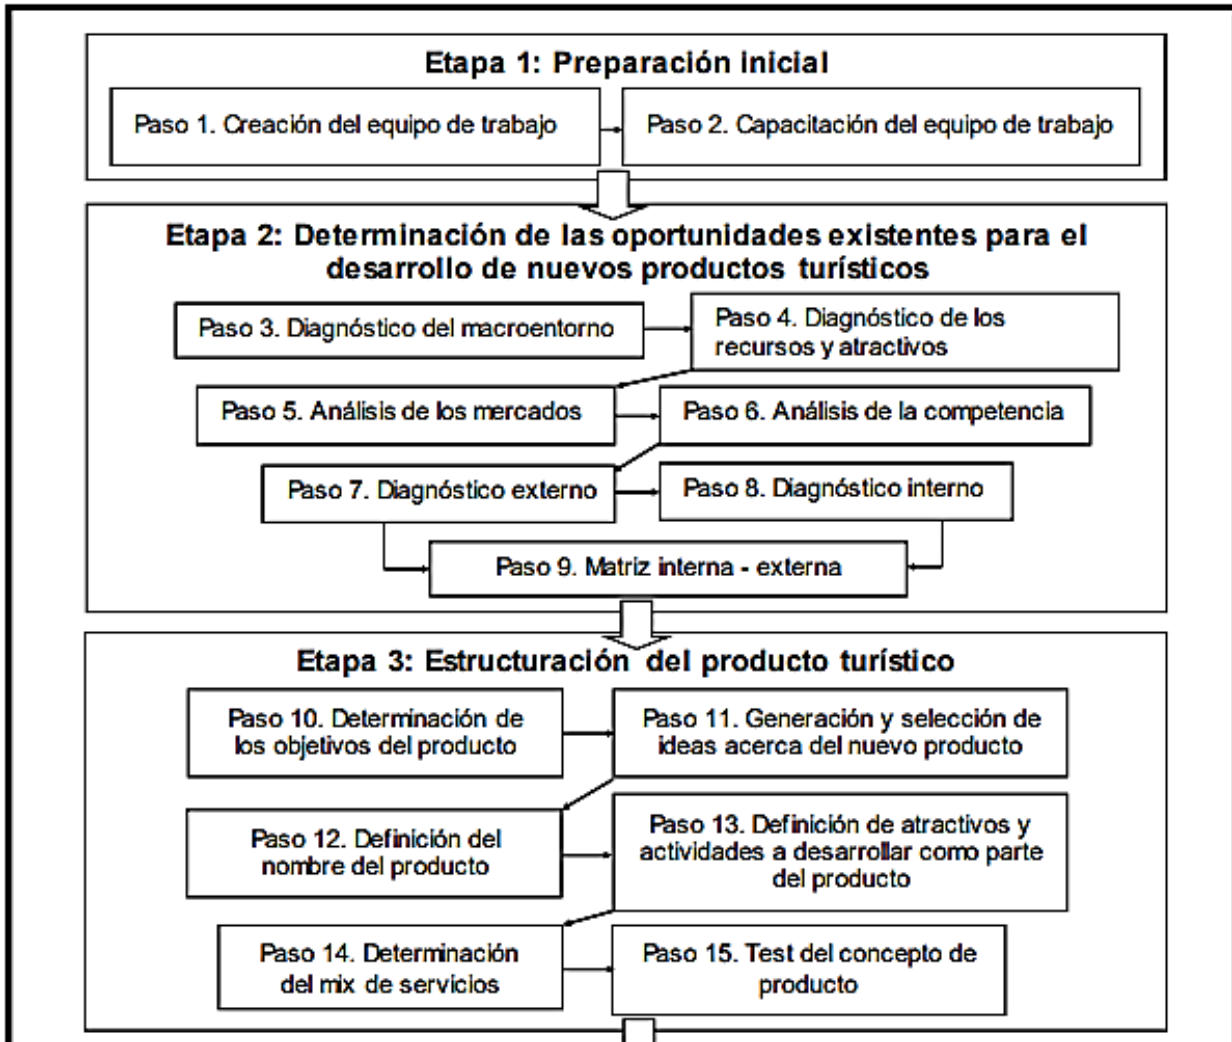 Etapa 1: Preparación inicial
Paso 1. Creación del equipo de trabajo
Paso 2. Capacitación del equipo de trabajo
Etapa 2: Determinación de las oportunidades existentes para el
desarrollo de nuevos productos turísticos
Paso 3. Diagnóstico del macroentorno
Paso 4. Diagnóstico de los
recursos y atractivos
Paso 5. Análisis de los mercados
Paso 6. Análisis de la competencia
Paso 7. Diagnóstico externo
Paso 8. Diagnóstico interno
Paso 9. Matriz interna - externa
Etapa 3: Estructuración del producto turístico
Paso 10. Determinación de
los objetivos del producto
Paso 11. Generación y selección de
ideas acerca del nuevo producto
Paso 12. Definición del
nombre del producto
Paso 13. Definición de atractivos y
actividades a desarrollar como parte
del producto
Paso 14. Determinación
del mix de servicios
Paso 15. Test del concepto de
producto